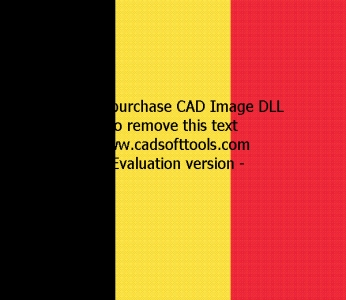 purchase CAD Image DLL
o remove this text
ww.cadsofttools.com
Evaluation version -